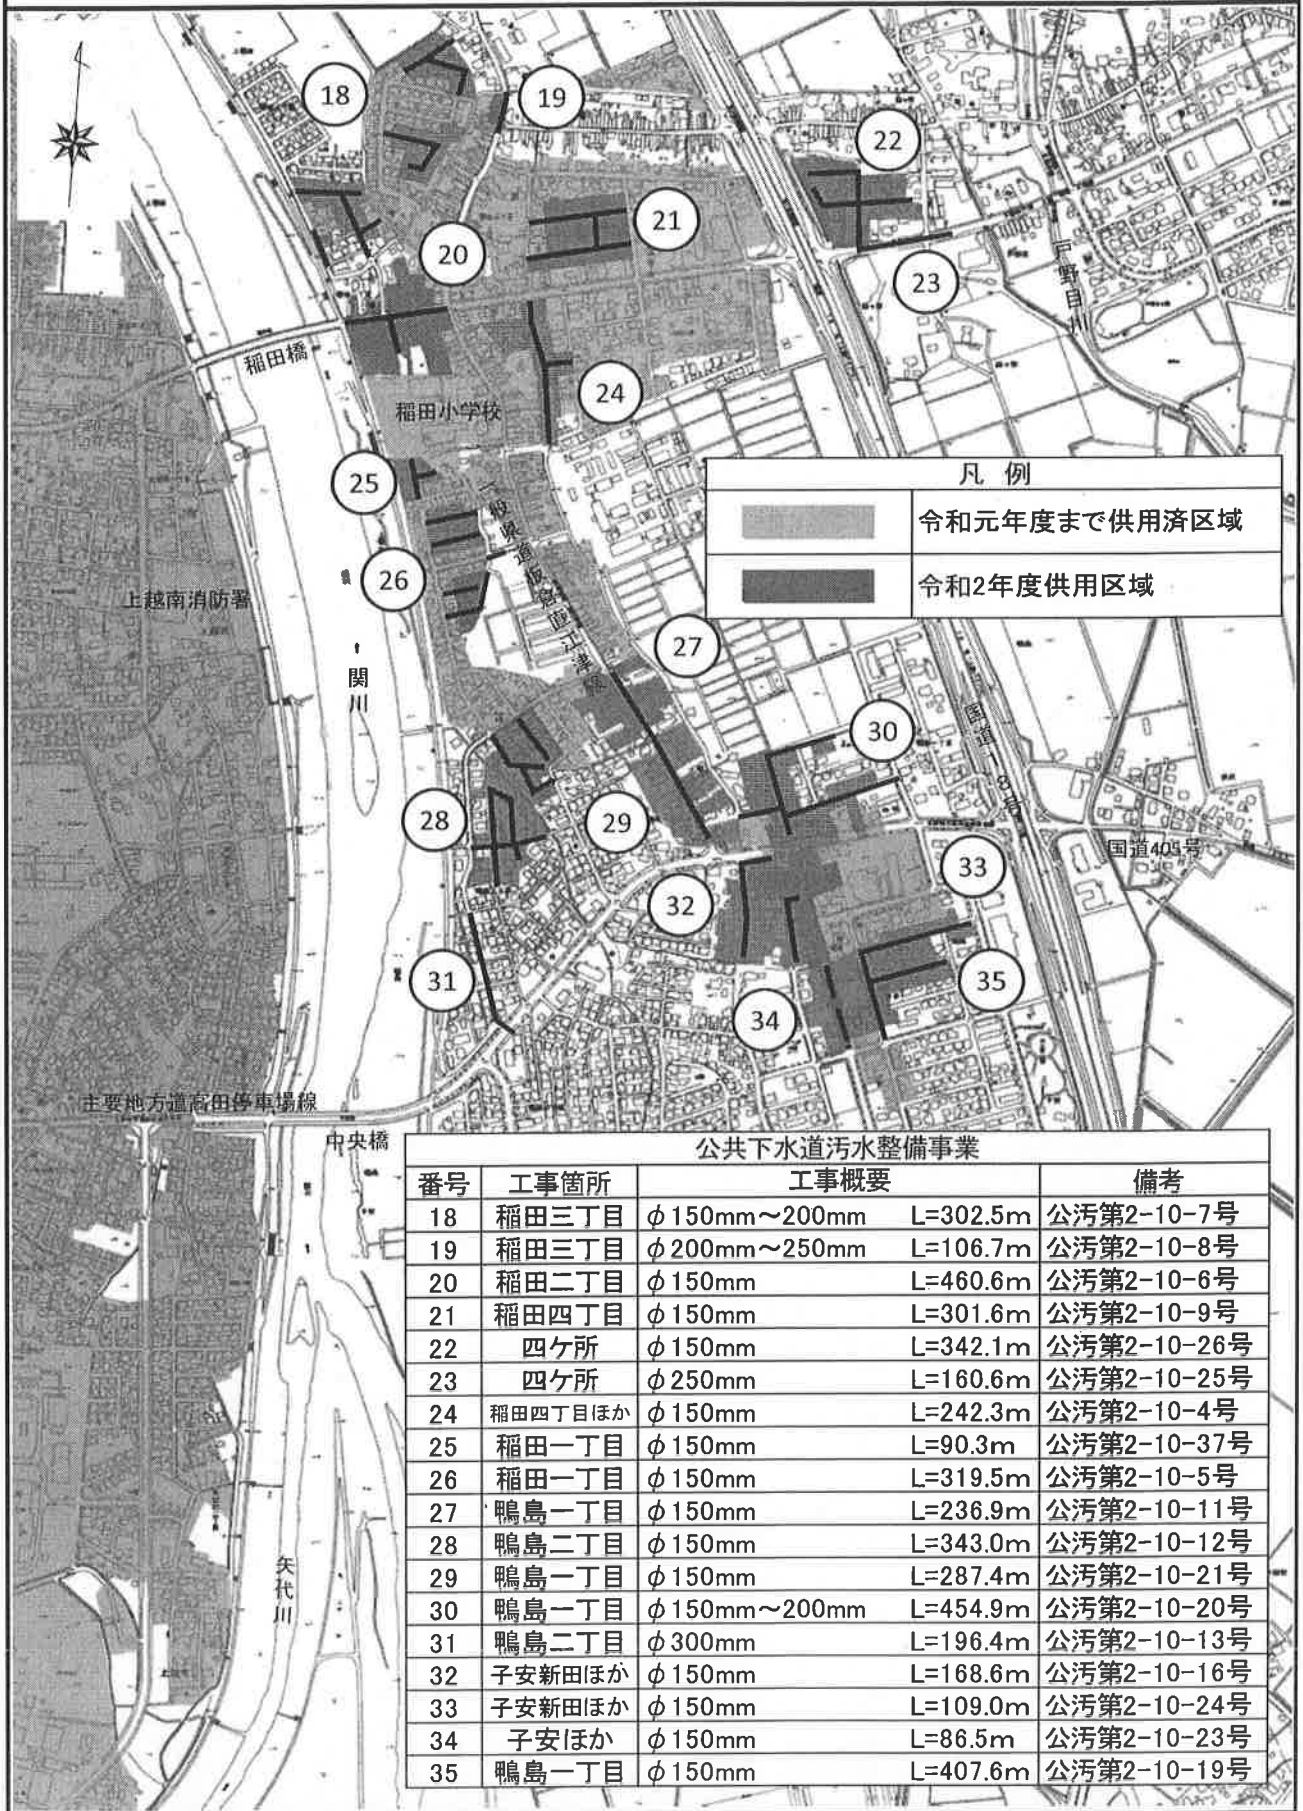 18
19
22
21
20
23
戸野目川
稲田橋
24
稲田小学校
25
凡 例
令和元年度まで供用済区域
令和2年度供用区域
一般県道板倉直江津線
26
上越南消防署
関川
27
30
国道18号
28
29
国道405号
33
32
31
35
34
主要地方道高田停車場線
中央橋
矢代川
公共下水道汚水整備事業
番号 工事箇所 工事概要 備考
18 稲田三丁目 φ150mm～200mm L=302.5m 公汚第2-10-7号
19 稲田三丁目 φ200mm～250mm L=106.7m 公汚第2-10-8号
20 稲田二丁目 φ150mm L=460.6m 公汚第2-10-6号
21 稲田四丁目 φ150mm L=301.6m 公汚第2-10-9号
22 四ケ所 φ150mm L=342.1m 公汚第2-10-26号
23 四ケ所 φ250mm L=160.6m 公汚第2-10-25号
24 稲田四丁目ほか φ150mm L=242.3m 公汚第2-10-4号
25 稲田一丁目 φ150mm L=90.3m 公汚第2-10-37号
26 稲田一丁目 φ150mm L=319.5m 公汚第2-10-5号
27 鴨島一丁目 φ150mm L=236.9m 公汚第2-10-11号
28 鴨島二丁目 φ150mm L=343.0m 公汚第2-10-12号
29 鴨島一丁目 φ150mm L=287.4m 公汚第2-10-21号
30 鴨島一丁目 φ150mm～200mm L=454.9m 公汚第2-10-20号
31 鴨島二丁目 φ300mm L=196.4m 公汚第2-10-13号
32 子安新田ほか φ150mm L=168.6m 公汚第2-10-16号
33 子安新田ほか φ150mm L=109.0m 公汚第2-10-24号
34 子安ほか φ150mm L=86.5m 公汚第2-10-23号
35 鴨島一丁目 φ150mm L=407.6m 公汚第2-10-19号